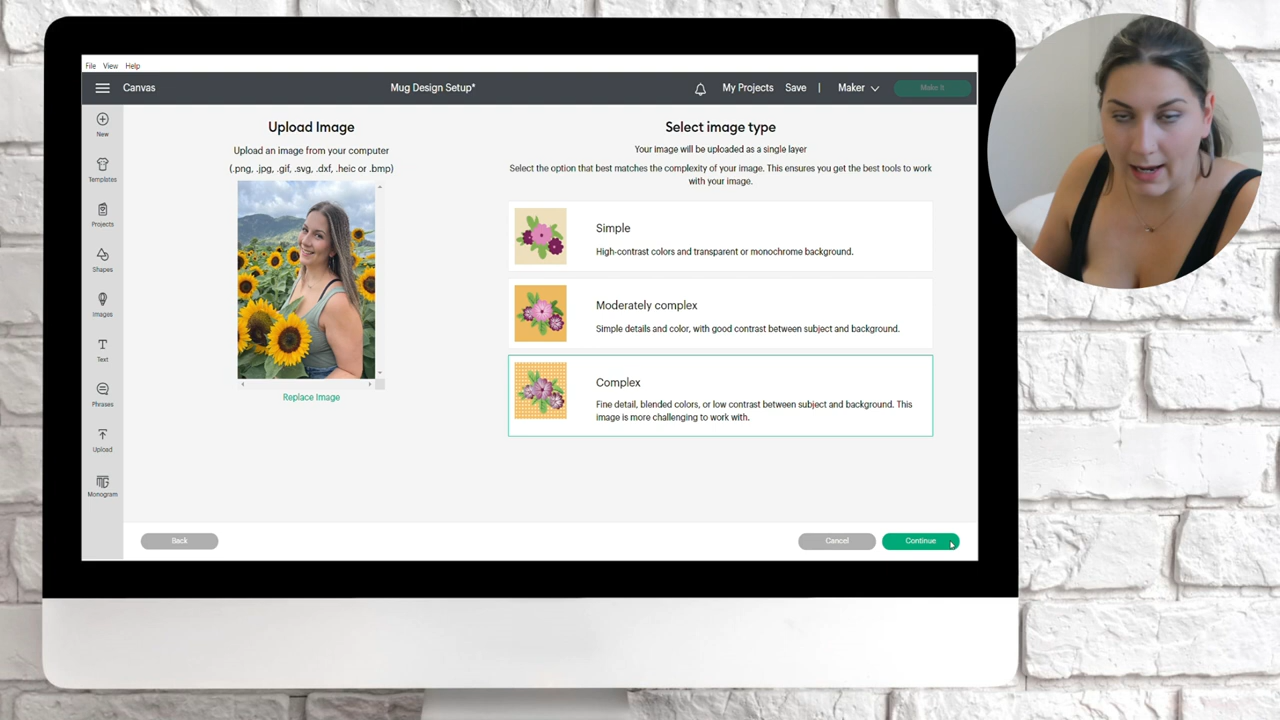 File View Help
Canvas
Mug Design Setup*
My Projects Save | Maker
Make It
New
Templates
Projects
Shapes
Images
Text
Phrases
Upload
Monogram
Upload Image
Upload an image from your computer
(.png, .jpg, .gif, .svg, .dxf, .heic or .bmp)
Replace Image
Select image type
Your image will be uploaded as a single layer
Select the option that best matches the complexity of your image. This ensures you get the best tools to work
with your image.
Simple
High-contrast colors and transparent or monochrome background.
Moderately complex
Simple details and color, with good contrast between subject and background.
Complex
Fine detail, blended colors, or low contrast between subject and background. This
image is more challenging to work with.
Back
Cancel
Continue